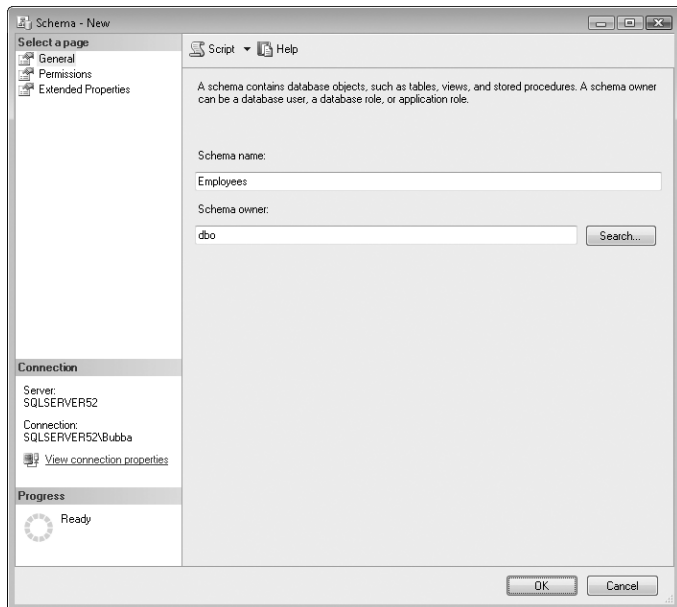 Schema - New
Select a page
General
Permissions
Extended Properties
Script
Help
A schema contains database objects, such as tables, views, and stored procedures. A schema owner
can be a database user, a database role, or application role.
Schema name:
Employees
Schema owner:
dbo
Search...
Connection
Server:
SQLSERVER52
Connection:
SQLSERVER52\Bubba
View connection properties
Progress
Ready
OK
Cancel